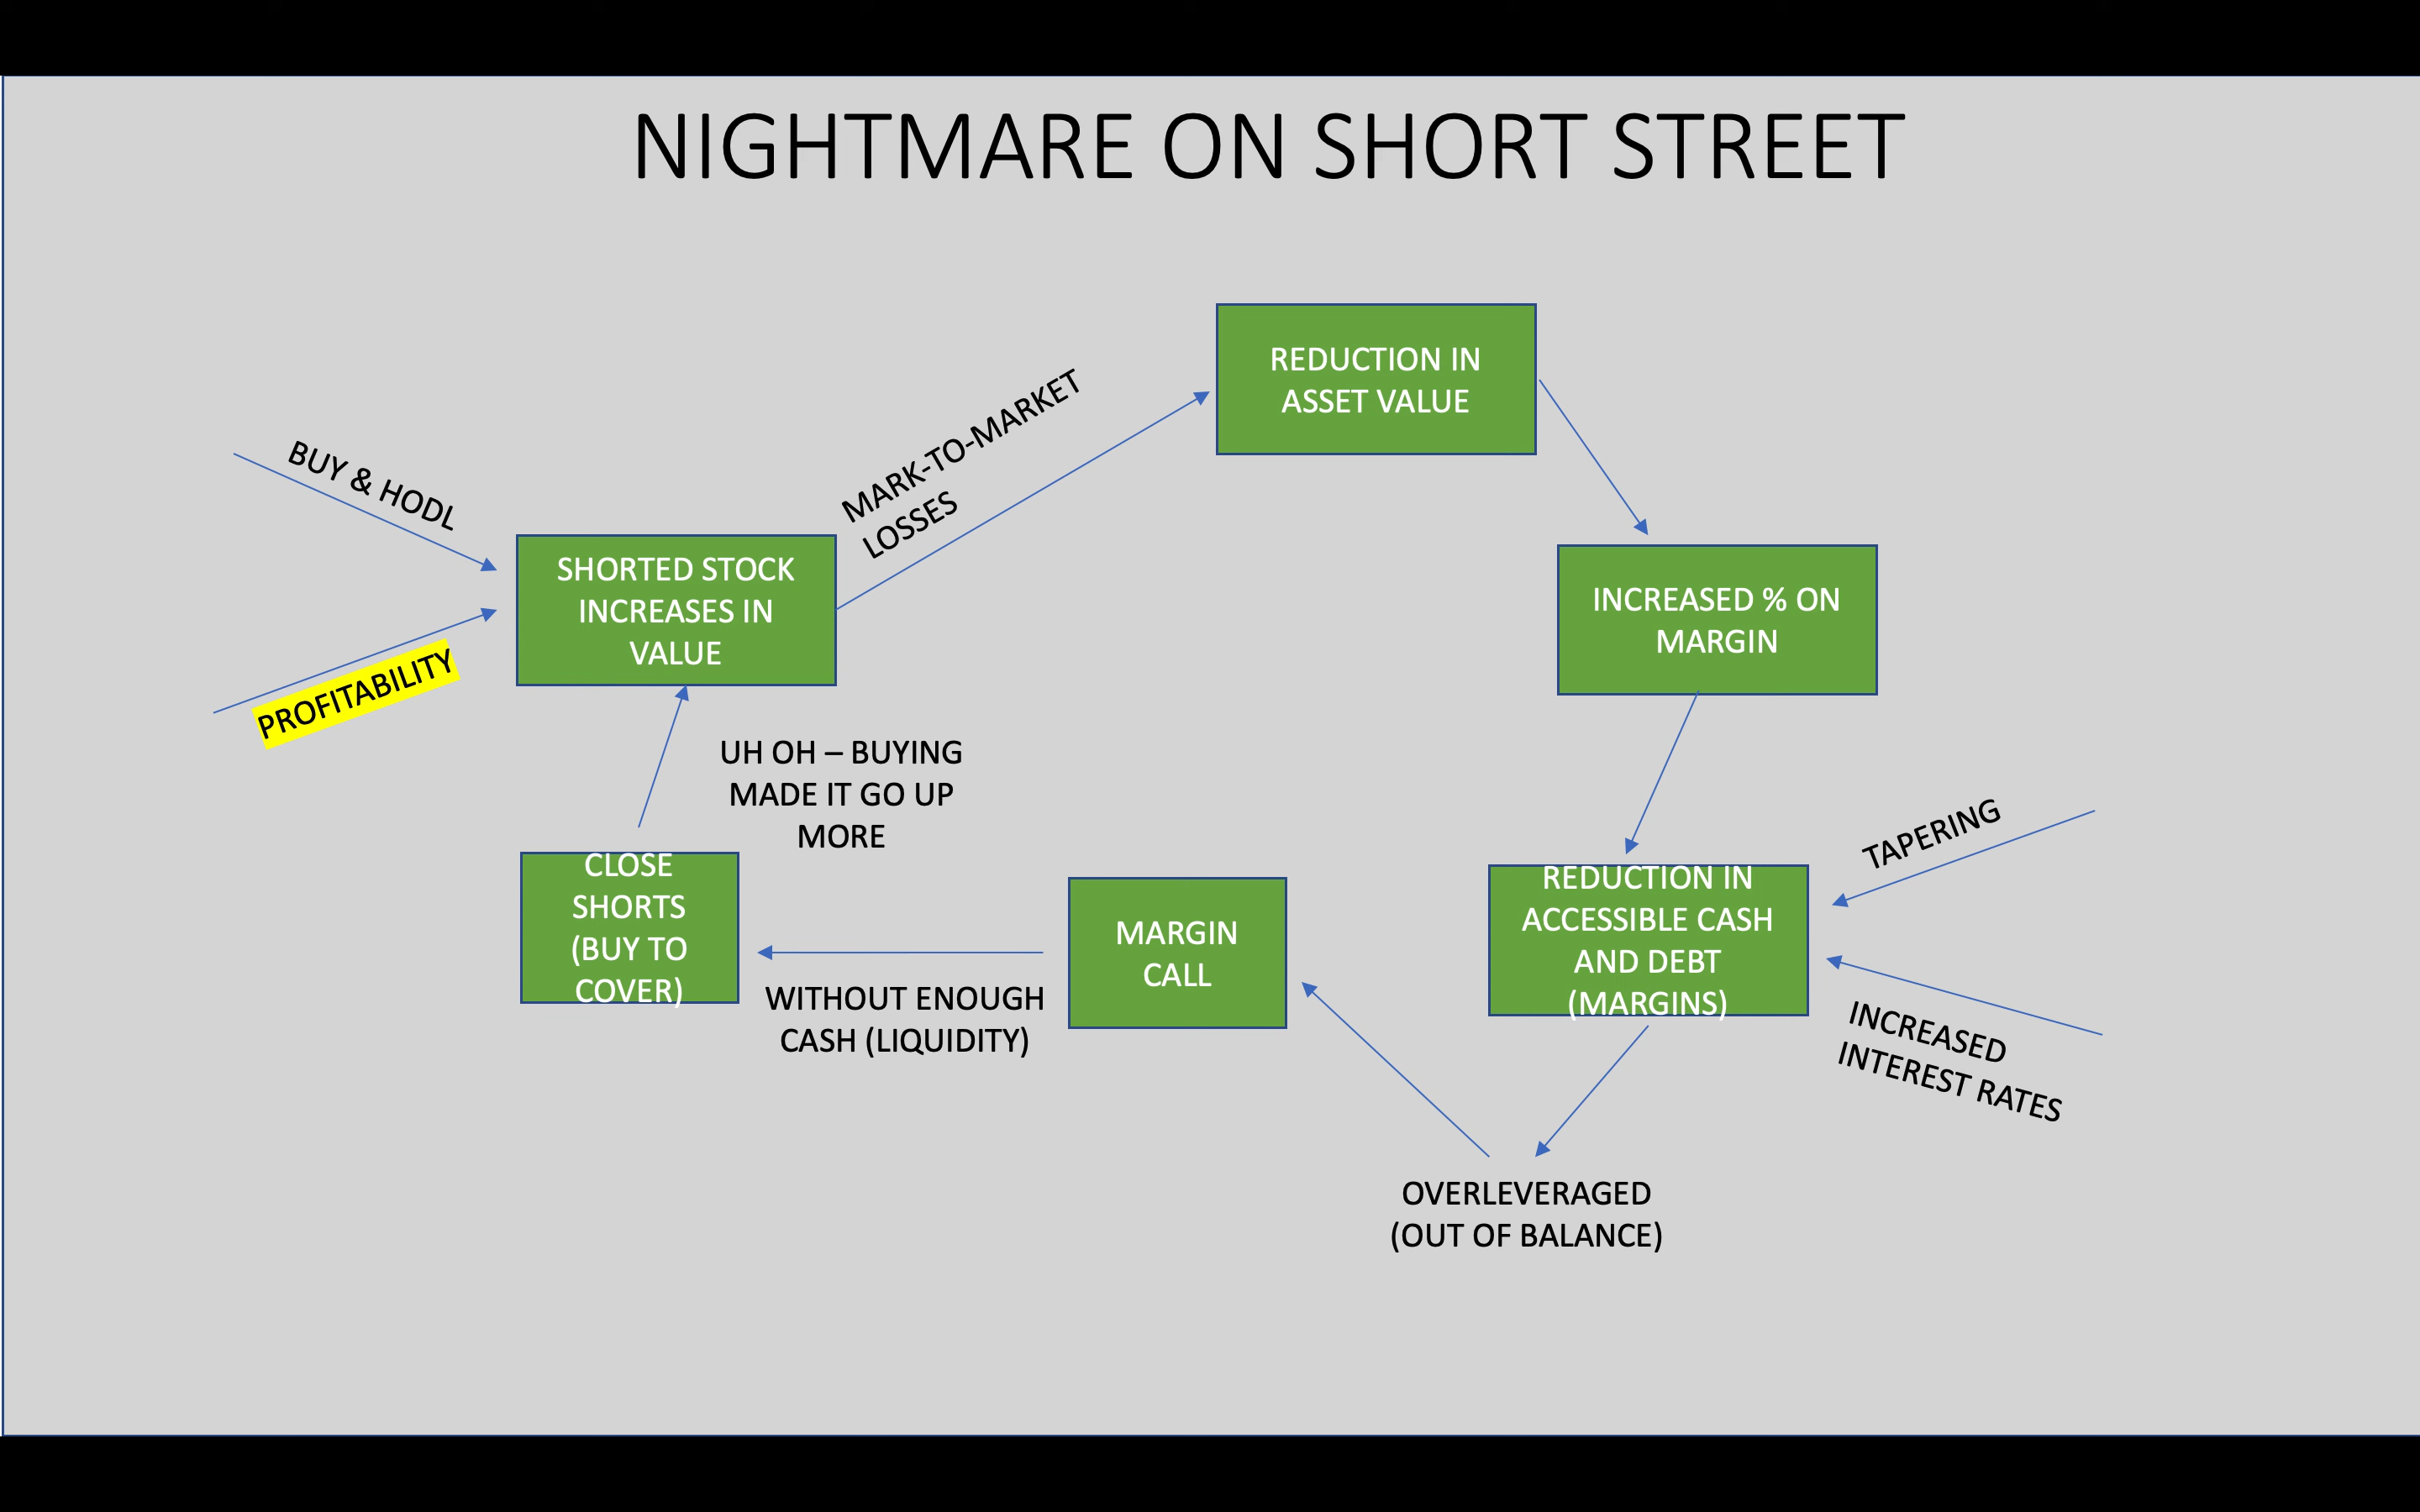 NIGHTMARE ON SHORT STREET
REDUCTION IN
ASSET VALUE
MARK-TO-MARKET
LOSSES
BUY & HODL
SHORTED STOCK
INCREASES IN
VALUE
INCREASED % ON
MARGIN
PROFITABILITY
UH OH – BUYING
MADE IT GO UP
MORE
TAPERING
CLOSE
SHORTS
(BUY TO
COVER)
MARGIN
CALL
REDUCTION IN
ACCESSIBLE CASH
AND DEBT
(MARGINS)
WITHOUT ENOUGH
CASH (LIQUIDITY)
INCREASED
INTEREST RATES
OVERLEVERAGED
(OUT OF BALANCE)